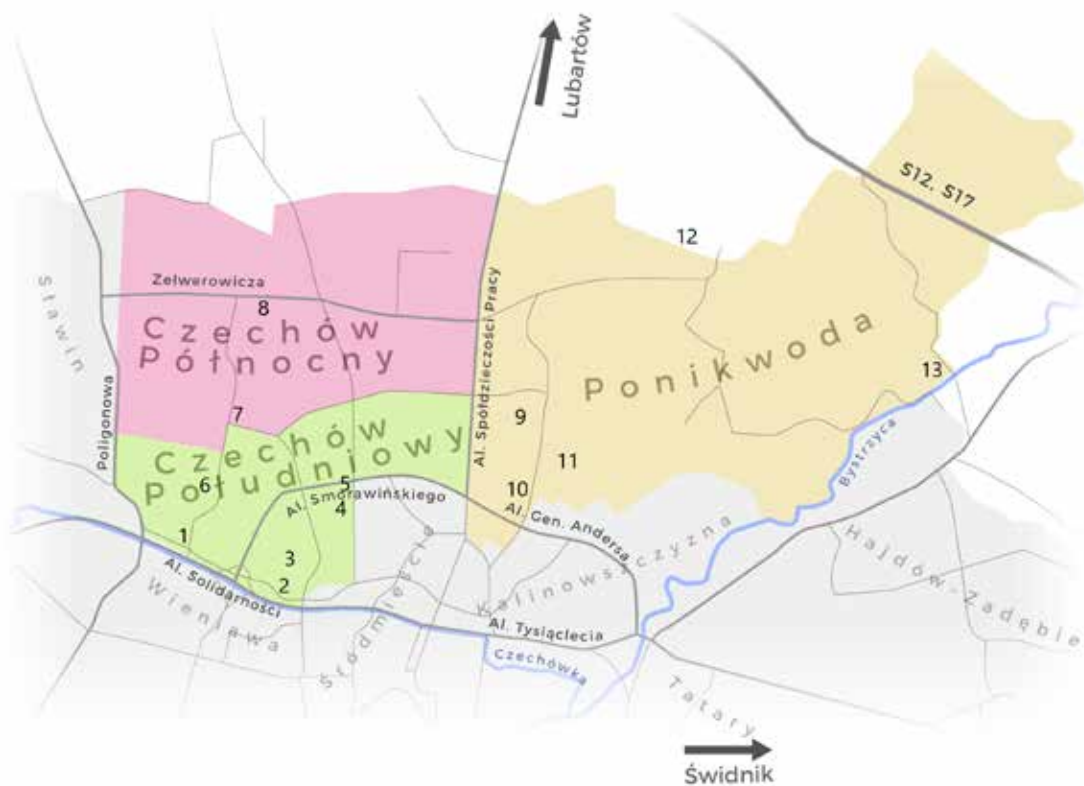 Lubartów
S12, S17
12
Zelwerowicza
8
Al. Spółdzieczości Pracy
Sławin
Czechów
Północny
Ponikwoda
13
7
9
Poligonowa
Czechów
Południowy
11
Bystrzyca
6
5
10
Al. Smorawińskiego
4
Al. Gen. Andersa
1
3
2
Al. Solidarności
Wieniawa
Śródmieście
Kalinowszczyzna
Hajdów-Zadębie
Al. Tysiąclecia
Czechówka
Tatary
Świdnik